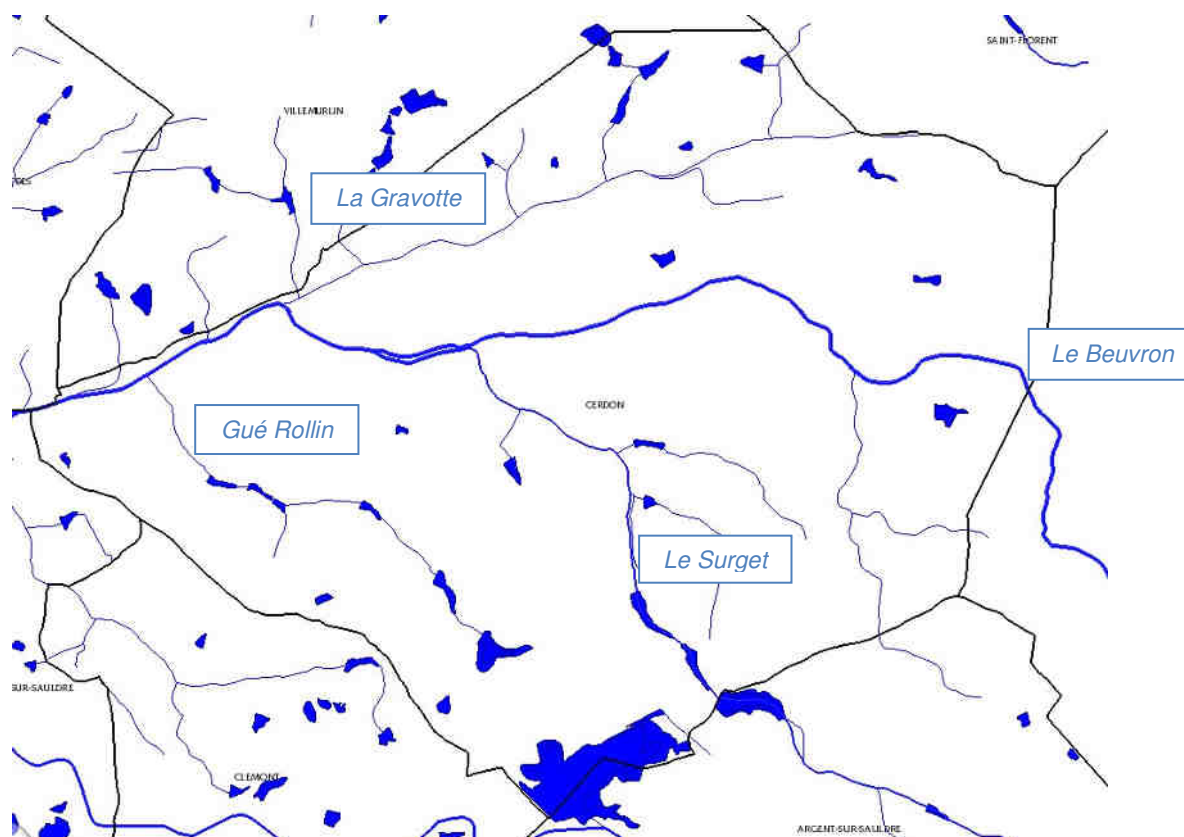 SAINT-FLORENT
VILLEMURLIN
La Gravotte
Le Beuvron
CERDON
Gué Rollin
Le Surget
SUR-SAULDRE
CLEMONT
ARGENT-SUR-SAULDRE